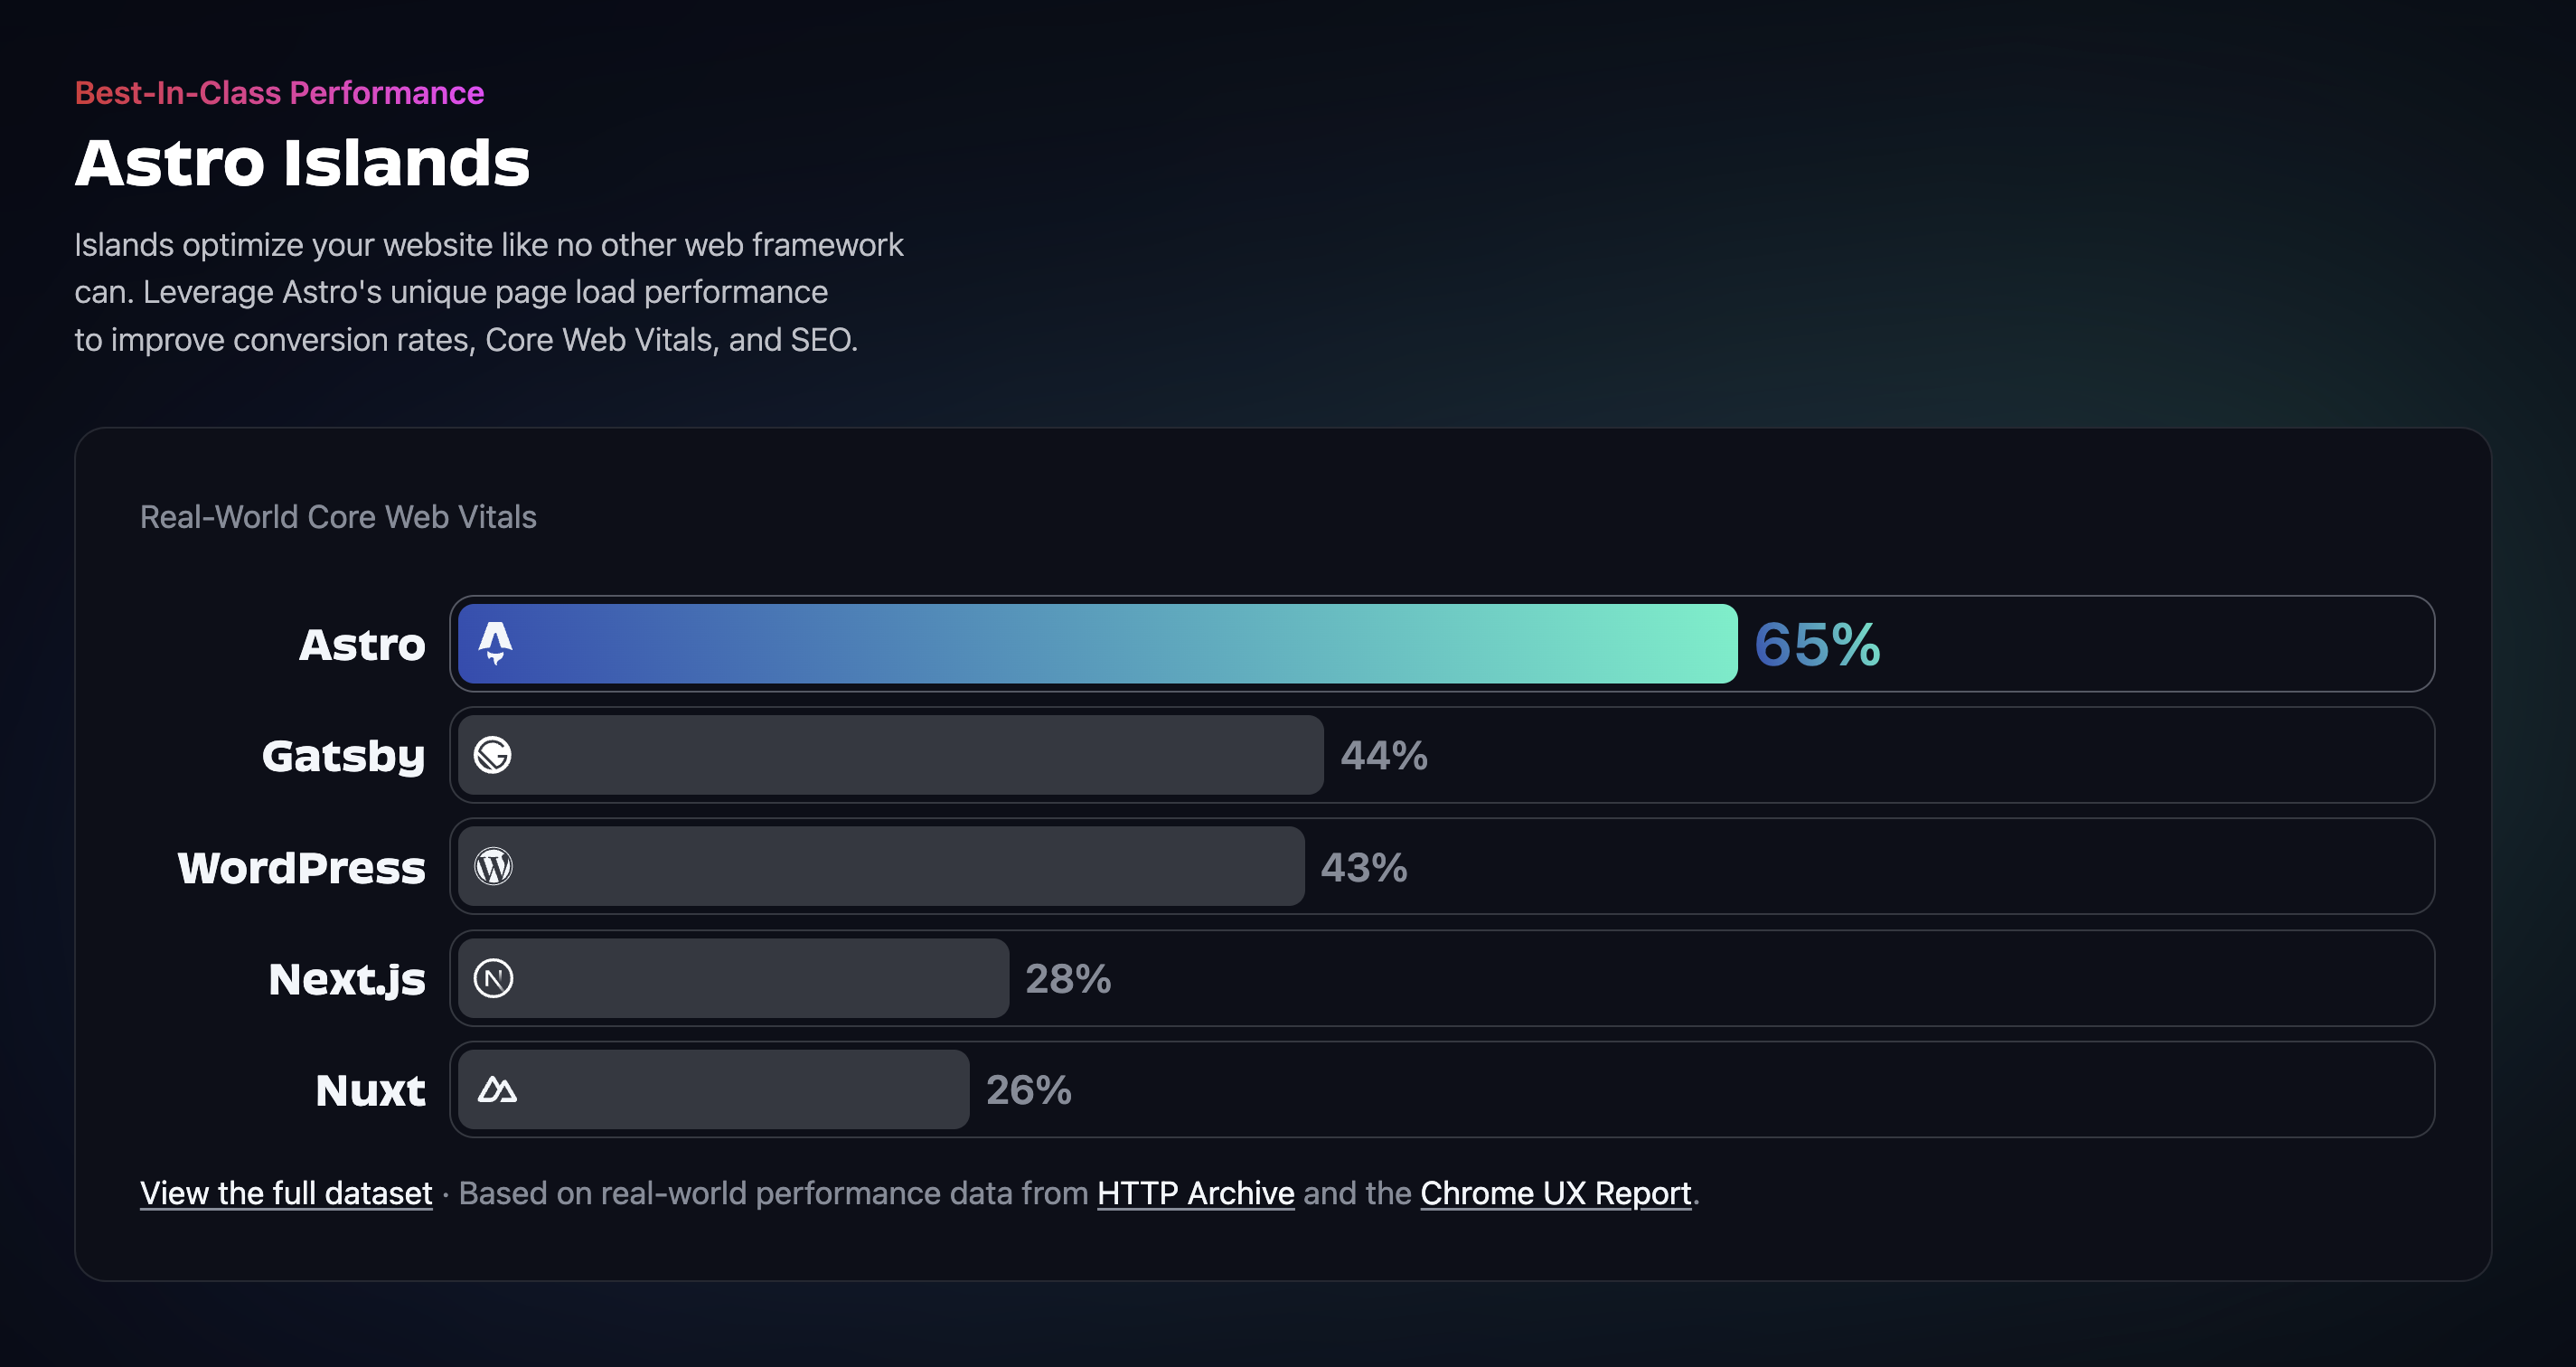 Best-In-Class Performance
Astro Islands
Islands optimize your website like no other web framework
can. Leverage Astro's unique page load performance
to improve conversion rates, Core Web Vitals, and SEO.
Real-World Core Web Vitals
Astro 65%
Gatsby 44%
WordPress 43%
Next.js 28%
Nuxt 26%
View the full dataset · Based on real-world performance data from HTTP Archive and the Chrome UX Report.